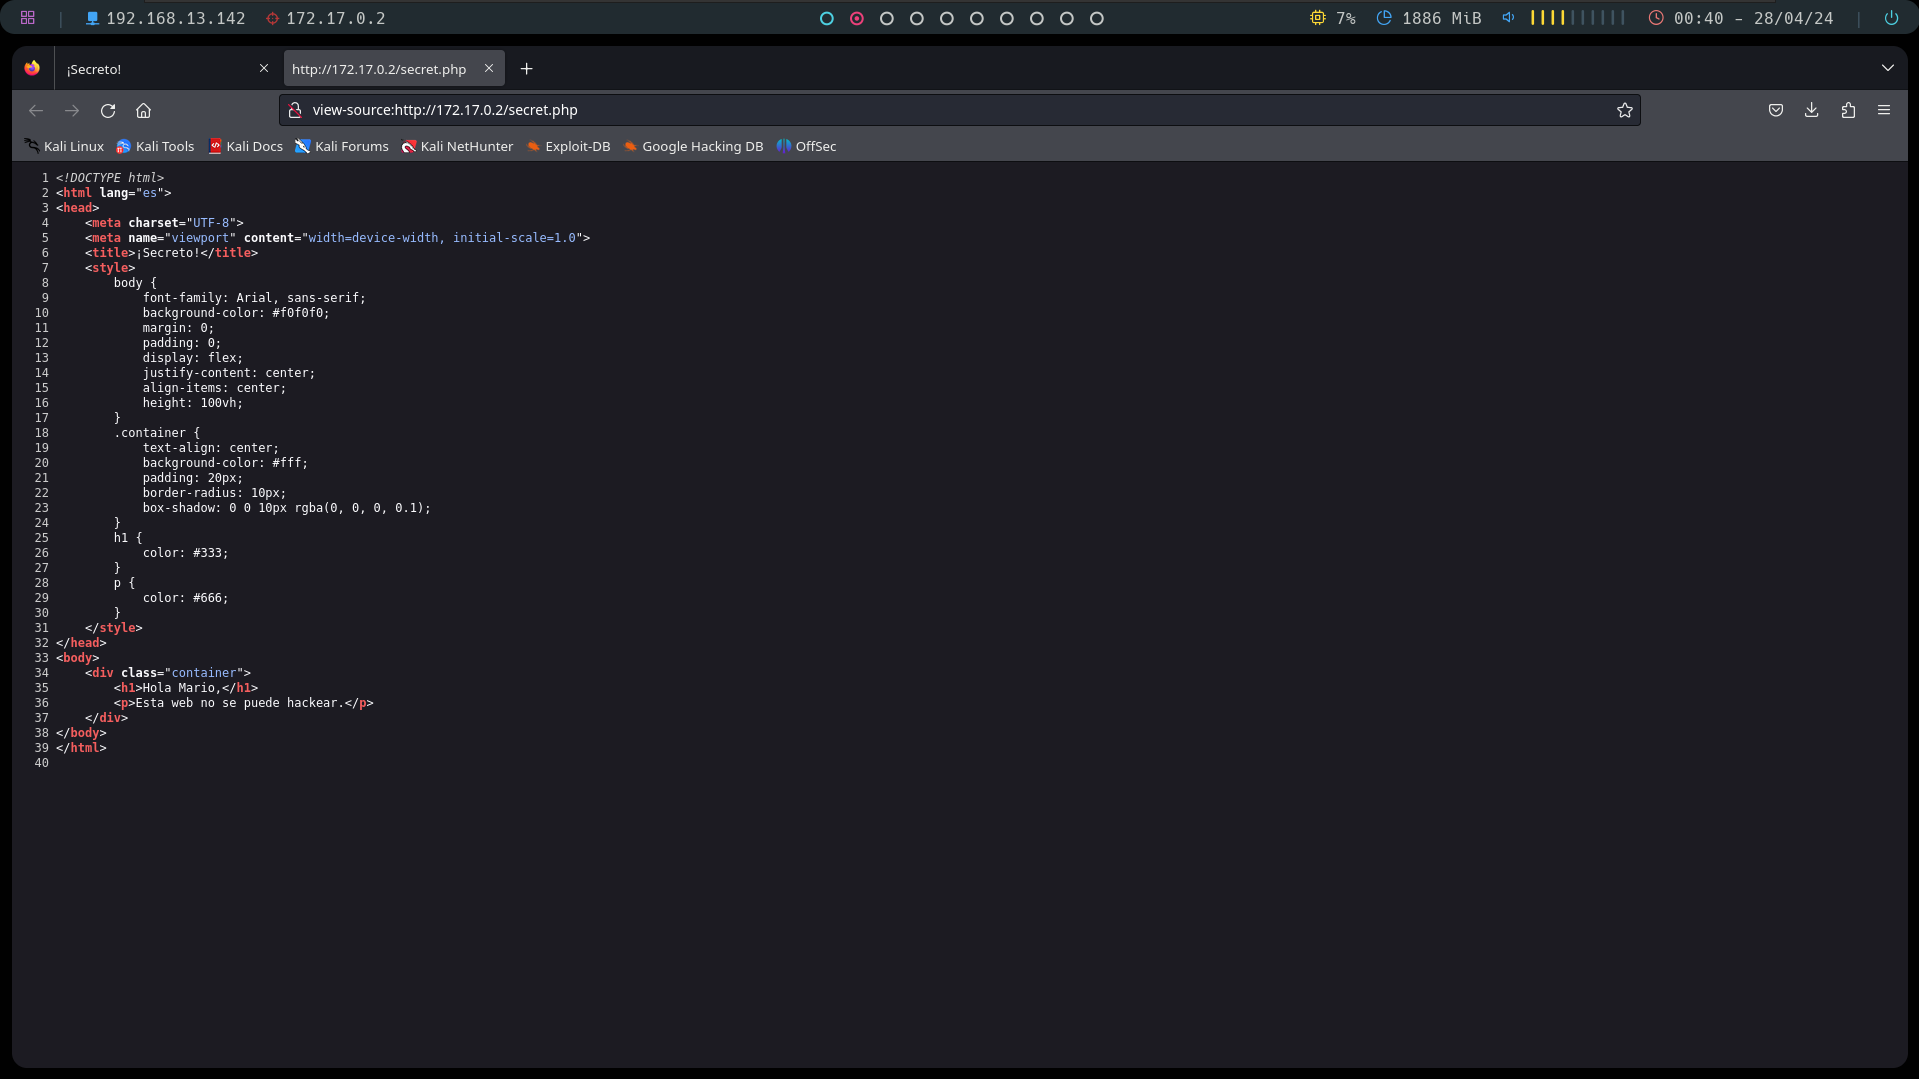 192.168.13.142 172.17.0.2 7% 1886 MiB 00:40 - 28/04/24
¡Secreto! http://172.17.0.2/secret.php
view-source:http://172.17.0.2/secret.php
Kali Linux Kali Tools Kali Docs Kali Forums Kali NetHunter Exploit-DB Google Hacking DB OffSec
1 <!DOCTYPE html>
2 <html lang="es">
3 <head>
4     <meta charset="UTF-8">
5     <meta name="viewport" content="width=device-width, initial-scale=1.0">
6     <title>¡Secreto!</title>
7     <style>
8         body {
9             font-family: Arial, sans-serif;
10             background-color: #f0f0f0;
11             margin: 0;
12             padding: 0;
13             display: flex;
14             justify-content: center;
15             align-items: center;
16             height: 100vh;
17         }
18         .container {
19             text-align: center;
20             background-color: #fff;
21             padding: 20px;
22             border-radius: 10px;
23             box-shadow: 0 0 10px rgba(0, 0, 0, 0.1);
24         }
25         h1 {
26             color: #333;
27         }
28         p {
29             color: #666;
30         }
31     </style>
32 </head>
33 <body>
34     <div class="container">
35         <h1>Hola Mario,</h1>
36         <p>Esta web no se puede hackear.</p>
37     </div>
38 </body>
39 </html>
40